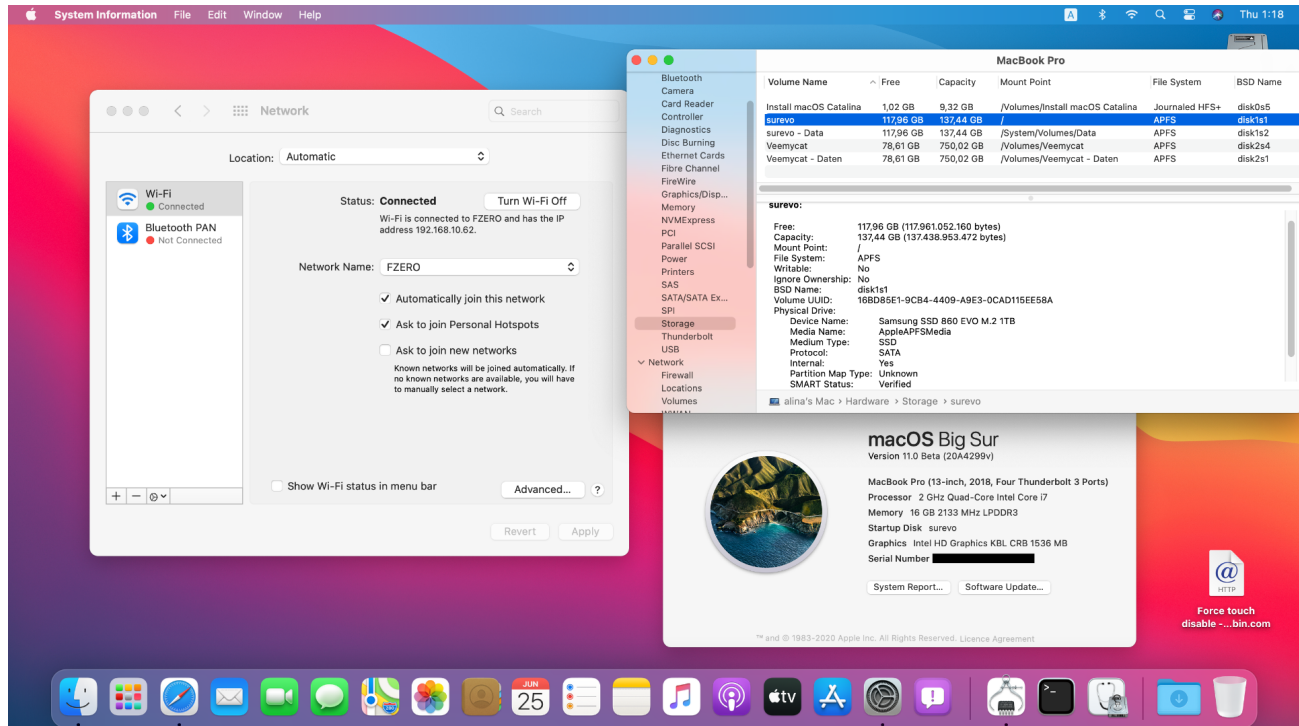 System Information File Edit Window Help
A
Thu 1:18
Network
Search
Location: Automatic
Wi-Fi
Connected
Bluetooth PAN
Not Connected
Status: Connected
Turn Wi-Fi Off
Wi-Fi is connected to FZERO and has the IP
address 192.168.10.62.
Network Name: FZERO
Automatically join this network
Ask to join Personal Hotspots
Ask to join new networks
Known networks will be joined automatically. If
no known networks are available, you will have
to manually select a network.
Show Wi-Fi status in menu bar
Advanced...
?
Revert
Apply
MacBook Pro
Bluetooth
Camera
Card Reader
Controller
Diagnostics
Disc Burning
Ethernet Cards
Fibre Channel
FireWire
Graphics/Disp...
Memory
NVMExpress
PCI
Parallel SCSI
Power
Printers
SAS
SATA/SATA Ex...
SPI
Storage
Thunderbolt
USB
Network
Firewall
Locations
Volumes
WWAN
Volume Name Free Capacity Mount Point File System BSD Name
Install macOS Catalina 1,02 GB 9,32 GB /Volumes/Install macOS Catalina Journaled HFS+ disk0s5
surevo 117,96 GB 137,44 GB / APFS disk1s1
surevo - Data 117,96 GB 137,44 GB /System/Volumes/Data APFS disk1s2
Veemycat 78,61 GB 750,02 GB /Volumes/Veemycat APFS disk2s4
Veemycat - Daten 78,61 GB 750,02 GB /Volumes/Veemycat - Daten APFS disk2s1
surevo:
Free: 117,96 GB (117.961.052.160 bytes)
Capacity: 137,44 GB (137.438.953.472 bytes)
Mount Point: /
File System: APFS
Writable: No
Ignore Ownership: No
BSD Name: disk1s1
Volume UUID: 16BD85E1-9CB4-4409-A9E3-0CAD115EE58A
Physical Drive:
Device Name: Samsung SSD 860 EVO M.2 1TB
Media Name: AppleAPFSMedia
Medium Type: SSD
Protocol: SATA
Internal: Yes
Partition Map Type: Unknown
SMART Status: Verified
alina's Mac › Hardware › Storage › surevo
macOS Big Sur
Version 11.0 Beta (20A4299v)
MacBook Pro (13-inch, 2018, Four Thunderbolt 3 Ports)
Processor 2 GHz Quad-Core Intel Core i7
Memory 16 GB 2133 MHz LPDDR3
Startup Disk surevo
Graphics Intel HD Graphics KBL CRB 1536 MB
Serial Number
System Report...
Software Update...
™ and © 1983-2020 Apple Inc. All Rights Reserved. Licence Agreement
@
HTTP
Force touch
disable -...bin.com
JUN
25
tv